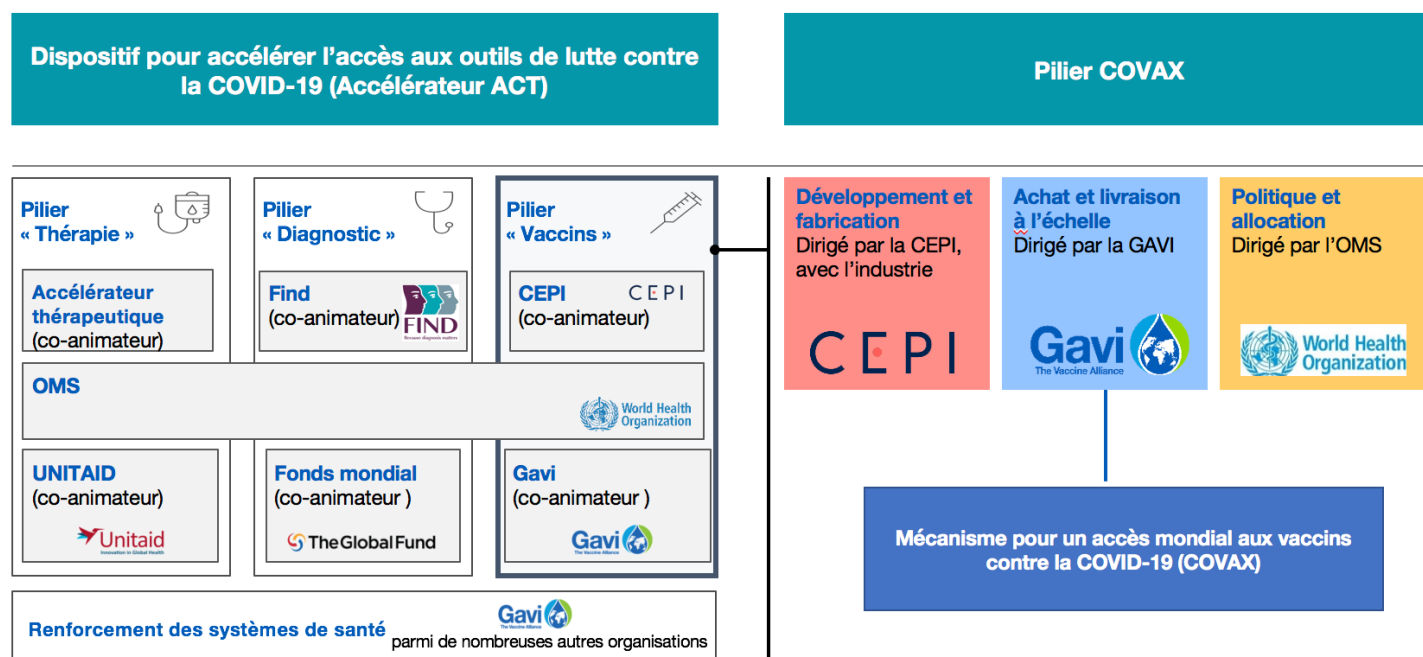 Dispositif pour accélérer l’accès aux outils de lutte contre
la COVID-19 (Accélérateur ACT)
Pilier COVAX
Pilier
« Thérapie »
Accélérateur
thérapeutique
(co-animateur)
Pilier
« Diagnostic »
Find
(co-animateur)
FIND
Because diagnosis matters
Pilier
« Vaccins »
CEPI
(co-animateur)
CEPI
OMS
World Health
Organization
UNITAID
(co-animateur)
Unitaid
Innovation in Global Health
Fonds mondial
(co-animateur )
The Global Fund
Gavi
(co-animateur )
Gavi
The Vaccine Alliance
Renforcement des systèmes de santé
Gavi
The Vaccine Alliance
parmi de nombreuses autres organisations
Développement et
fabrication
Dirigé par la CEPI,
avec l’industrie
CEPI
Achat et livraison
à l’échelle
Dirigé par la GAVI
Gavi
The Vaccine Alliance
Politique et
allocation
Dirigé par l’OMS
World Health
Organization
Mécanisme pour un accès mondial aux vaccins
contre la COVID-19 (COVAX)